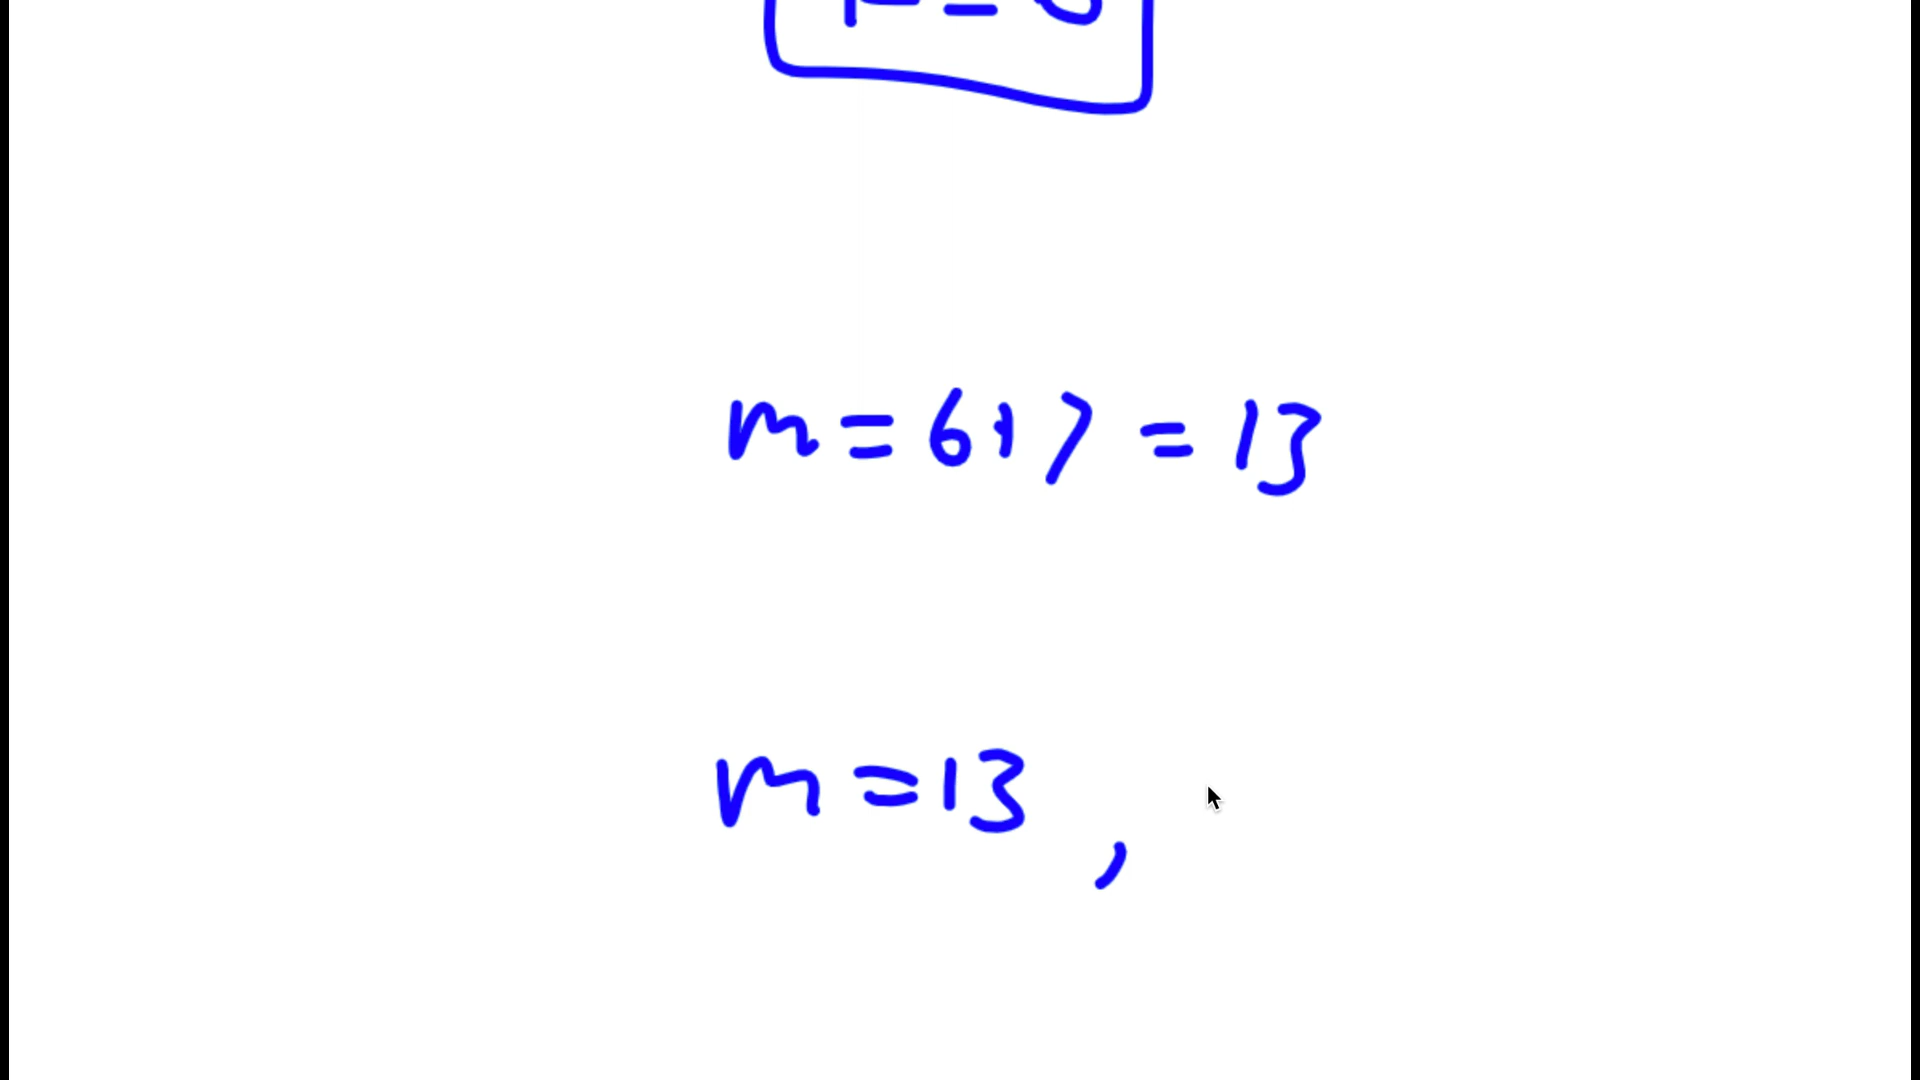 m = 6+7 = 13
m = 13 ,